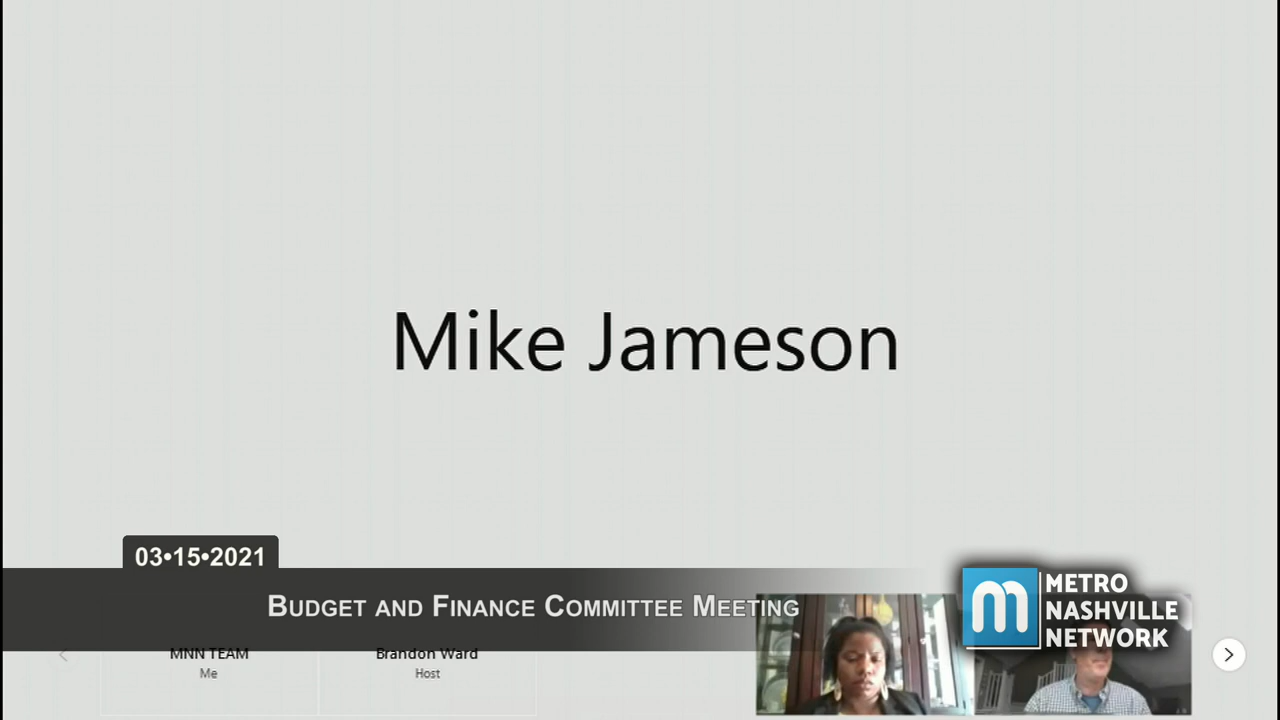 Mike Jameson
03•15•2021
BUDGET AND FINANCE COMMITTEE MEETING
METRO
NASHVILLE
NETWORK
MNN TEAM
Brandon Ward
Me
Host